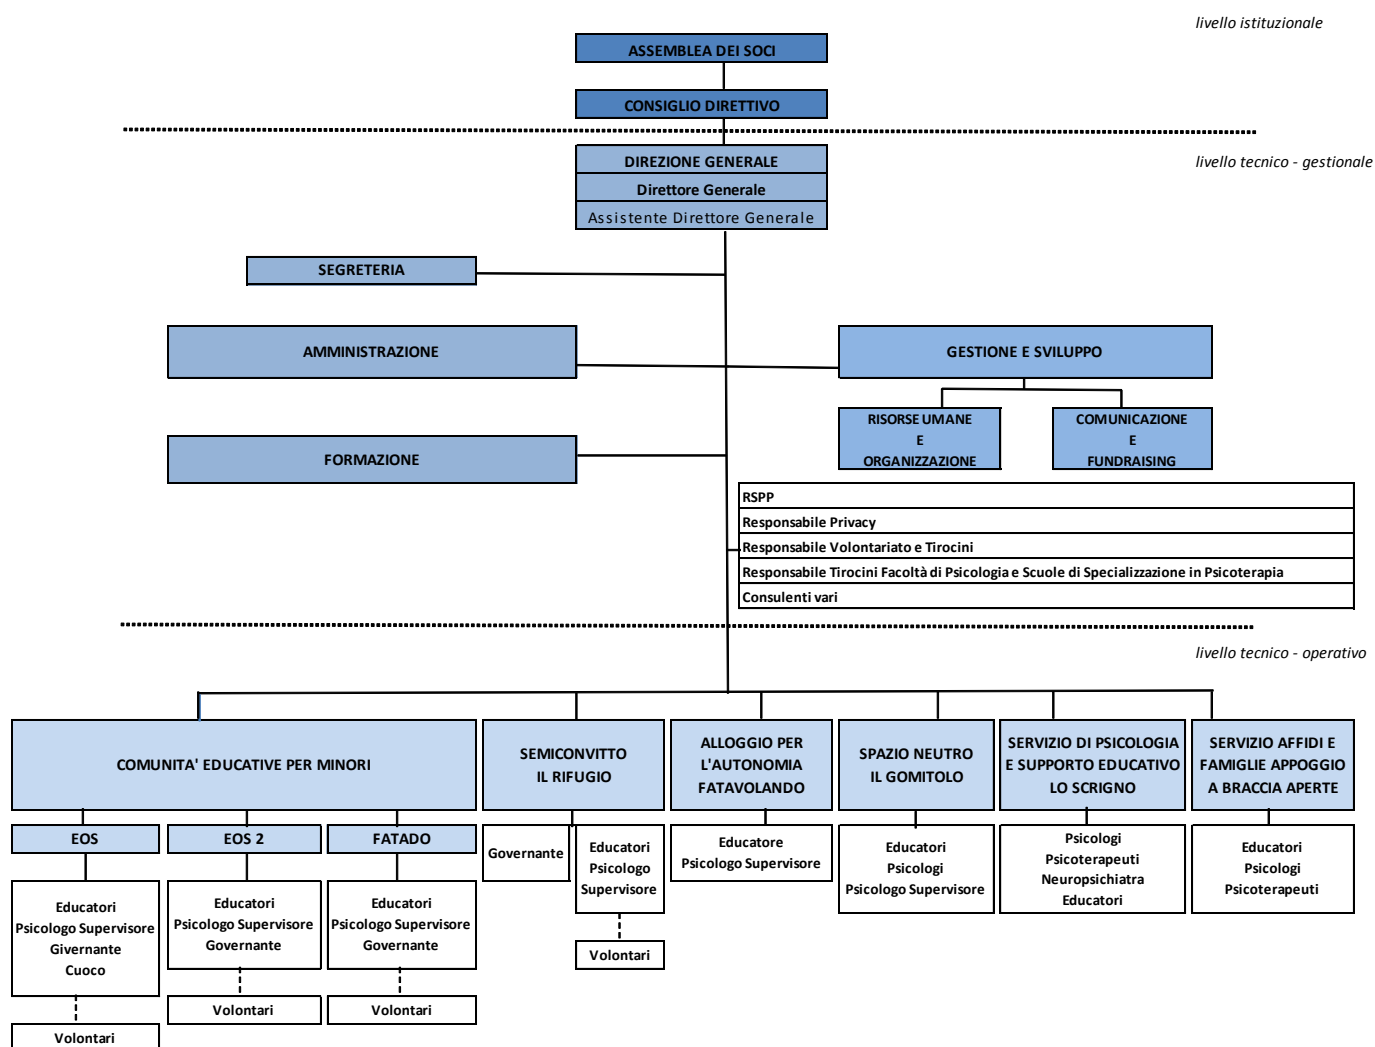 livello istituzionale
ASSEMBLEA DEI SOCI
CONSIGLIO DIRETTIVO
livello tecnico - gestionale
DIREZIONE GENERALE
Direttore Generale
Assistente Direttore Generale
SEGRETERIA
AMMINISTRAZIONE
GESTIONE E SVILUPPO
RISORSE UMANE
E
ORGANIZZAZIONE
COMUNICAZIONE
E
FUNDRAISING
FORMAZIONE
RSPP
Responsabile Privacy
Responsabile Volontariato e Tirocini
Responsabile Tirocini Facoltà di Psicologia e Scuole di Specializzazione in Psicoterapia
Consulenti vari
livello tecnico - operativo
COMUNITA' EDUCATIVE PER MINORI
SEMICONVITTO
IL RIFUGIO
ALLOGGIO PER
L'AUTONOMIA
FATAVOLANDO
SPAZIO NEUTRO
IL GOMITOLO
SERVIZIO DI PSICOLOGIA
E SUPPORTO EDUCATIVO
LO SCRIGNO
SERVIZIO AFFIDI E
FAMIGLIE APPOGGIO
A BRACCIA APERTE
EOS
EOS 2
FATADO
Educatori
Psicologo Supervisore
Givernante
Cuoco
Volontari
Educatori
Psicologo Supervisore
Governante
Volontari
Educatori
Psicologo Supervisore
Governante
Volontari
Governante
Educatori
Psicologo
Supervisore
Volontari
Educatore
Psicologo Supervisore
Educatori
Psicologi
Psicologo Supervisore
Psicologi
Psicoterapeuti
Neuropsichiatra
Educatori
Educatori
Psicologi
Psicoterapeuti